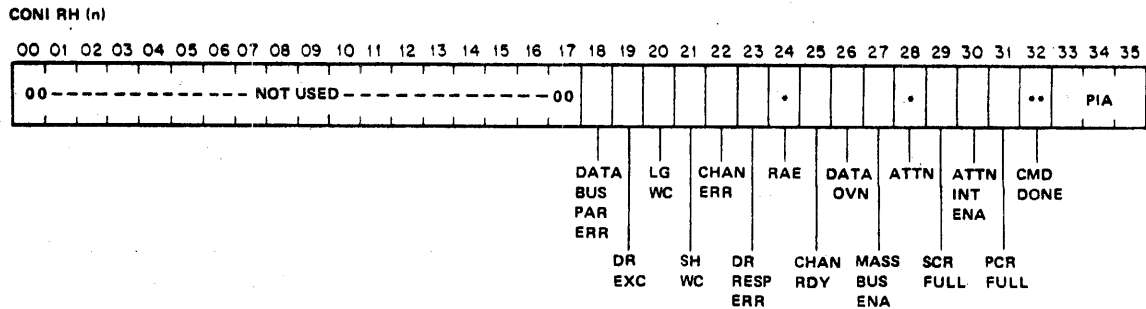 CONI RH (n)
00 01 02 03 04 05 06 07 08 09 10 11 12 13 14 15 16 17 18 19 20 21 22 23 24 25 26 27 28 29 30 31 32 33 34 35
00 NOT USED 00 * * ** PIA
DATA BUS PAR ERR
LG WC
CHAN ERR
RAE
DATA OVN
ATTN
ATTN INT ENA
CMD DONE
DR EXC
SH WC
DR RESP ERR
CHAN RDY
MASS BUS ENA
SCR FULL
PCR FULL